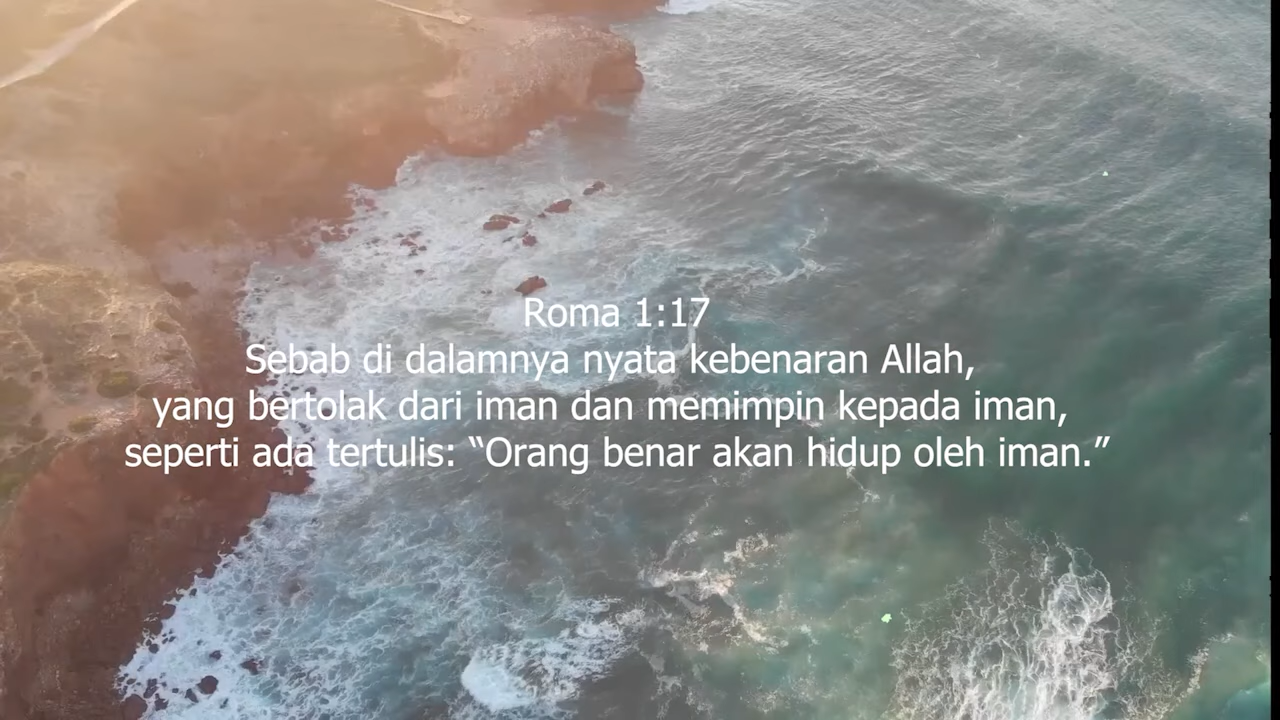 Roma 1:17
Sebab di dalamnya nyata kebenaran Allah,
yang bertolak dari iman dan memimpin kepada iman,
seperti ada tertulis: “Orang benar akan hidup oleh iman.”